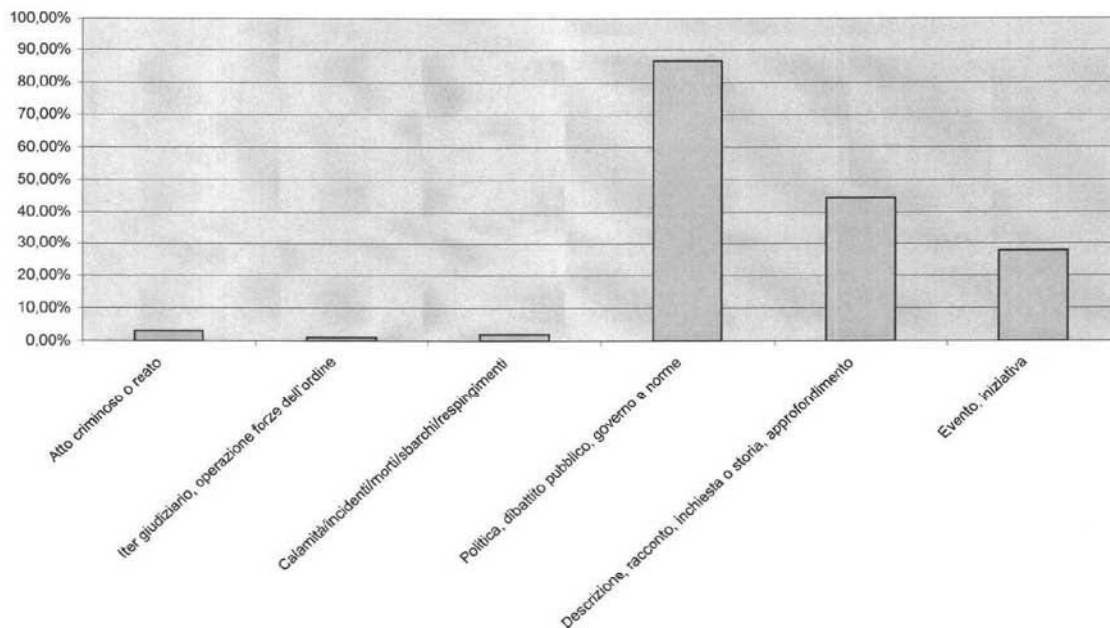 100,00%
90,00%
80,00%
70,00%
60,00%
50,00%
40,00%
30,00%
20,00%
10,00%
0,00%
Atto criminoso o reato
Iter giudiziario, operazione forze dell'ordine
Calamità/incidenti/morti/sbarchi/respingimenti
Politica, dibattito pubblico, governo e norme
Descrizione, racconto, inchiesta o storia, approfondimento
Evento, iniziativa